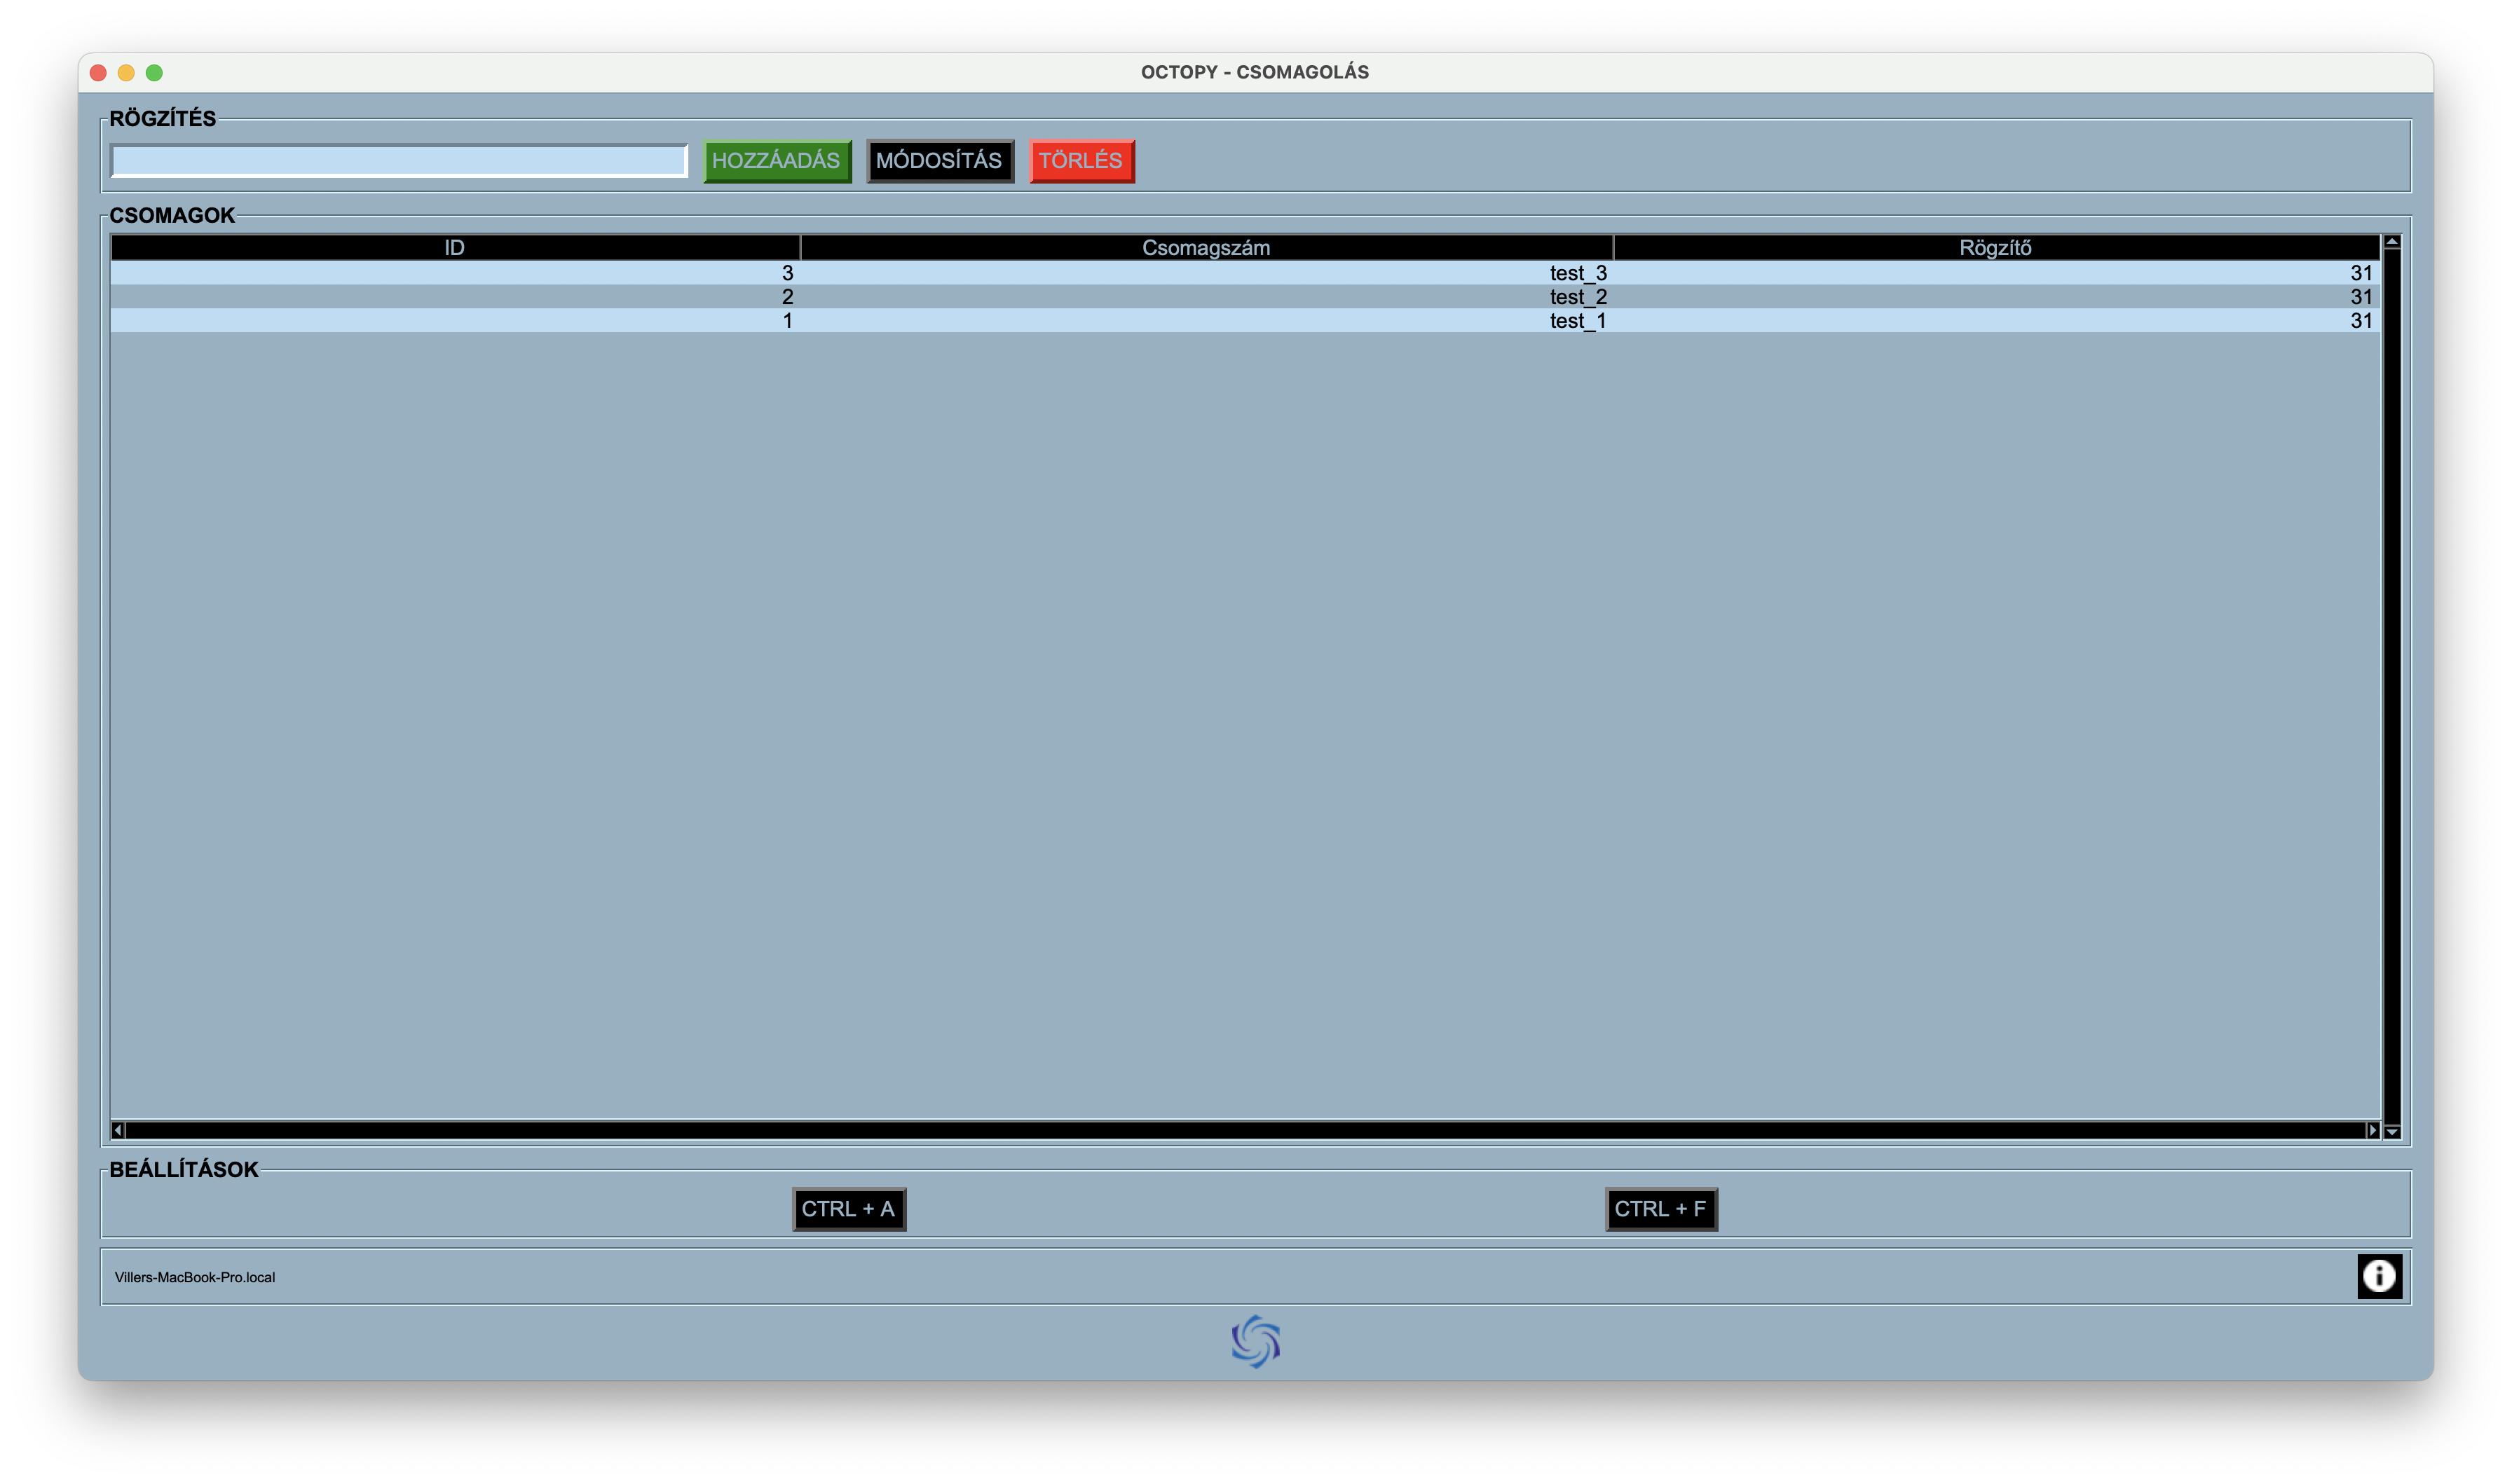 OCTOPY - CSOMAGOLÁS
RÖGZÍTÉS
HOZZÁADÁS MÓDOSÍTÁS TÖRLÉS
CSOMAGOK
ID Csomagszám Rögzítő
3 test_3 31
2 test_2 31
1 test_1 31
BEÁLLÍTÁSOK
CTRL + A CTRL + F
Villers-MacBook-Pro.local